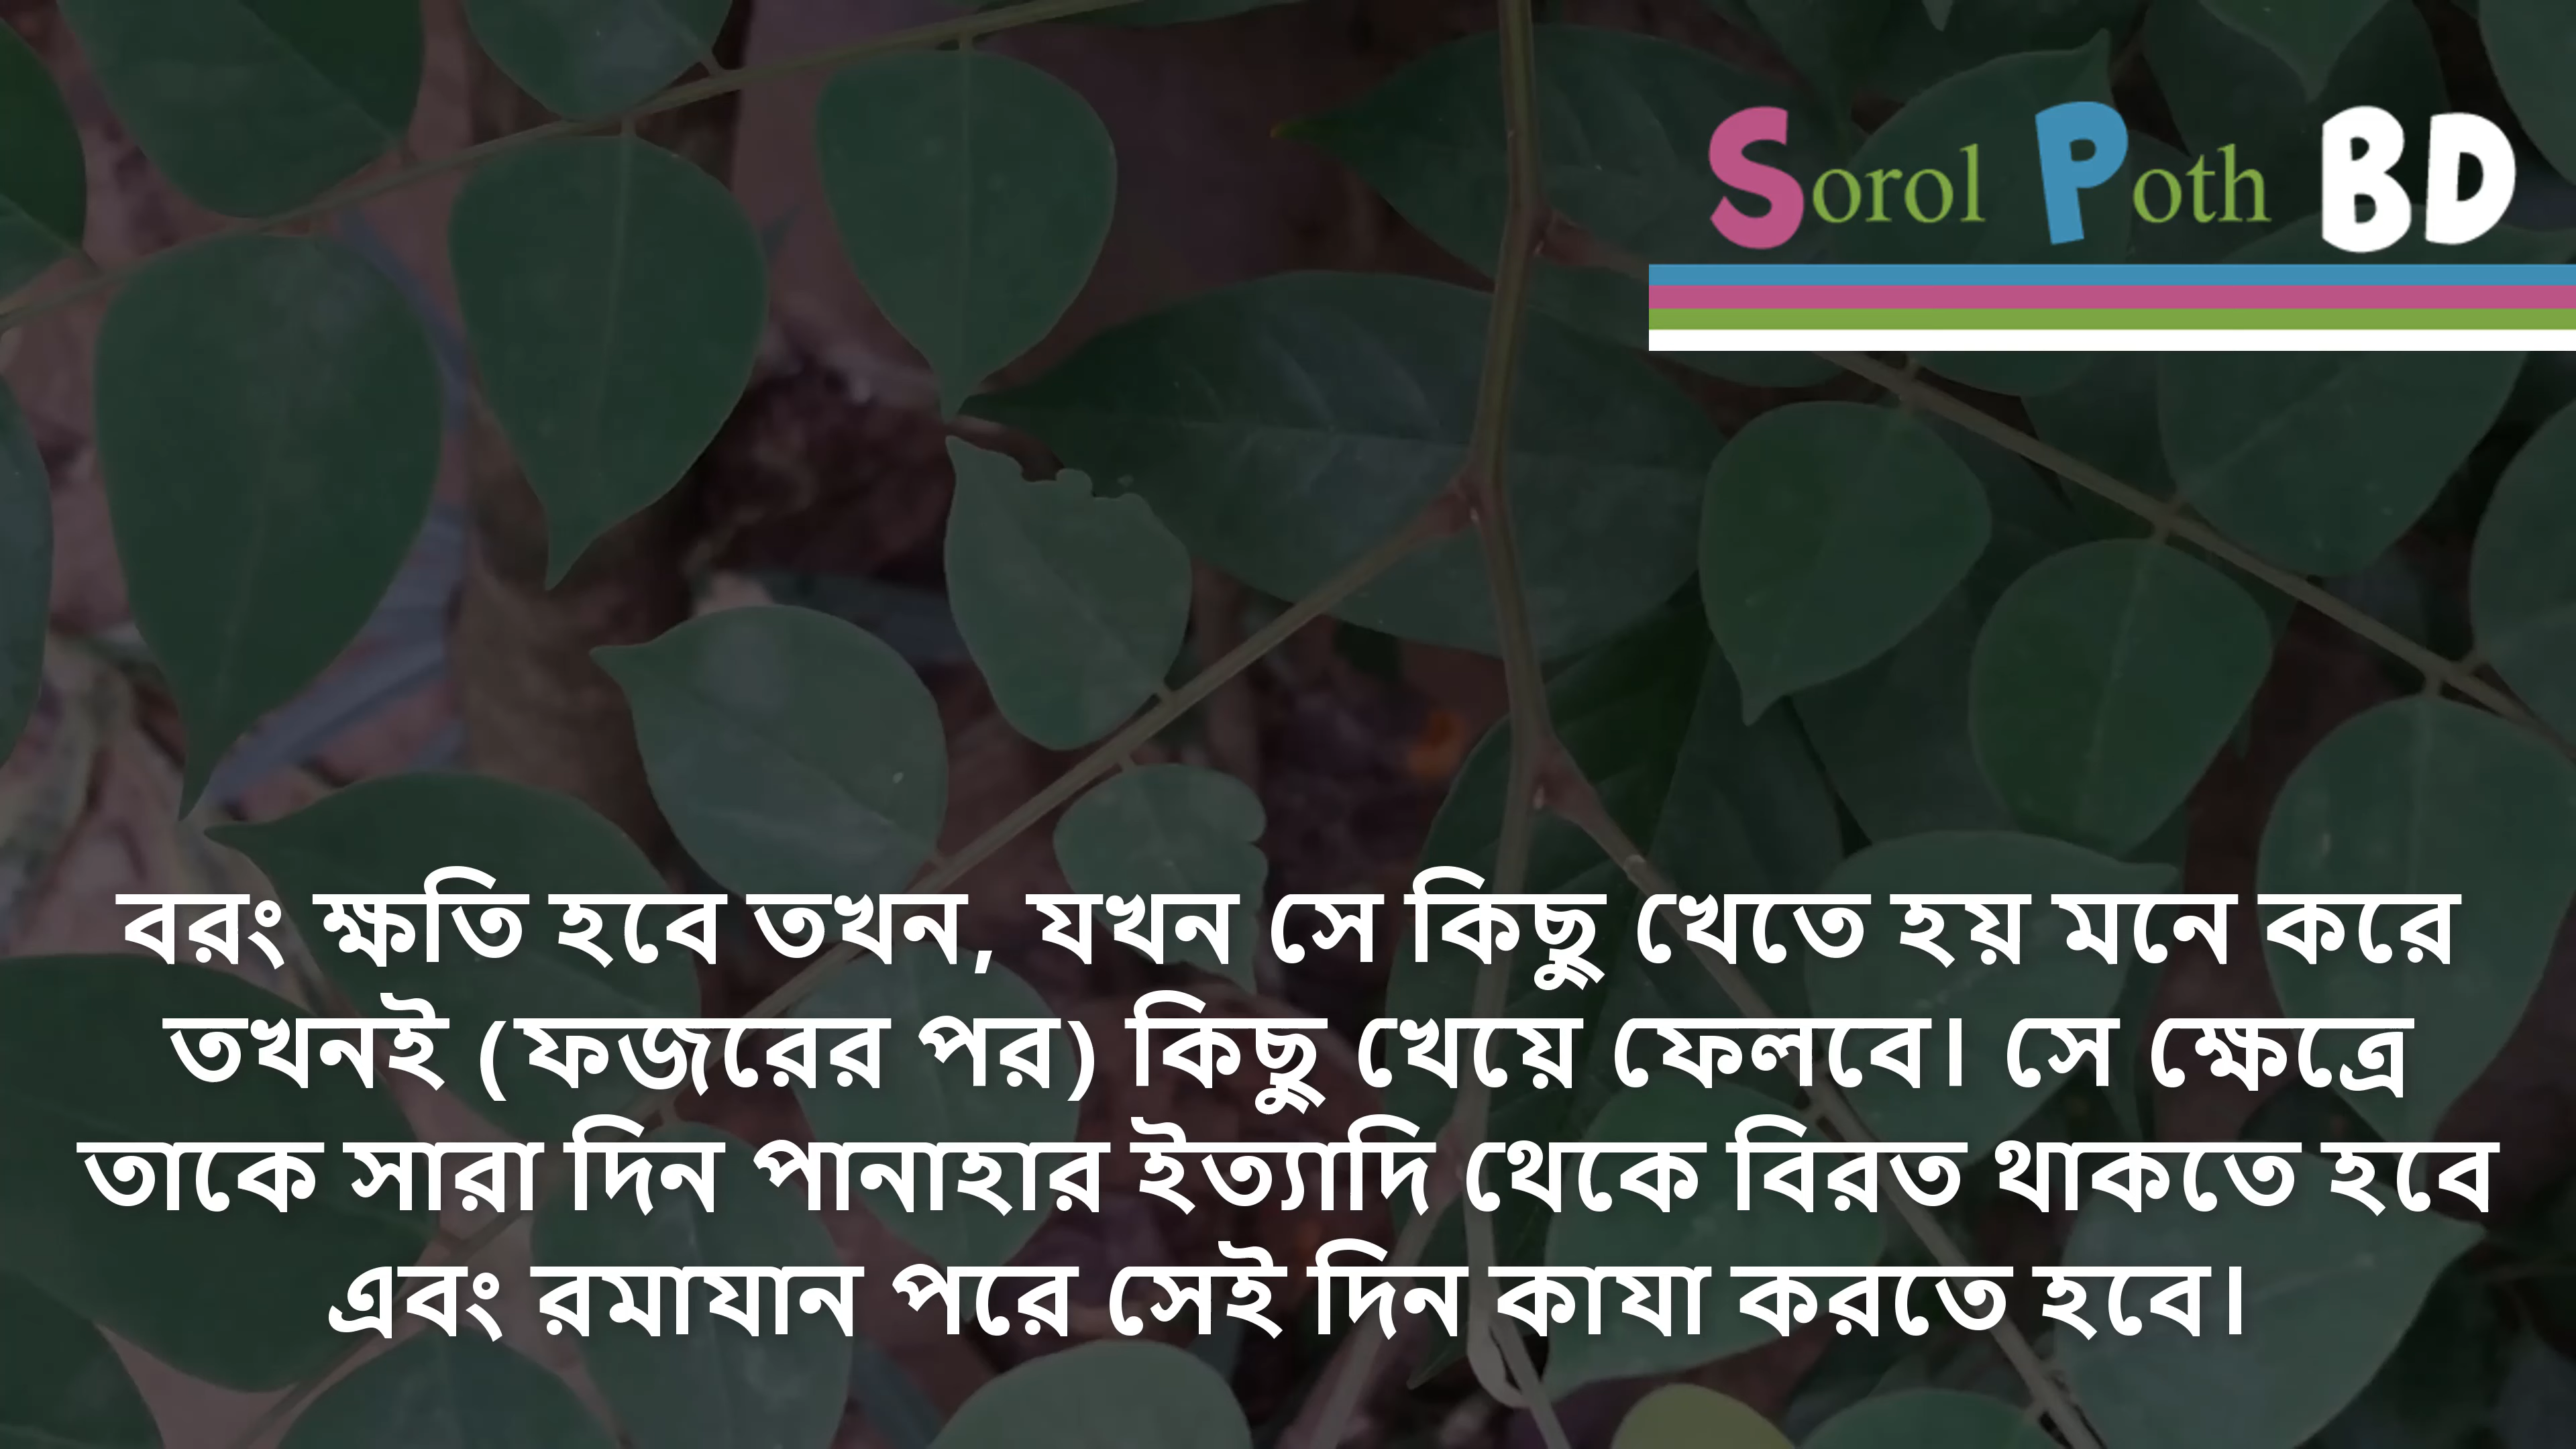 Sorol Poth BD
বরং ক্ষতি হবে তখন, যখন সে কিছু খেতে হয় মনে করে
তখনই (ফজরের পর) কিছু খেয়ে ফেলবে। সে ক্ষেত্রে
তাকে সারা দিন পানাহার ইত্যাদি থেকে বিরত থাকতে হবে
এবং রমাযান পরে সেই দিন কাযা করতে হবে।